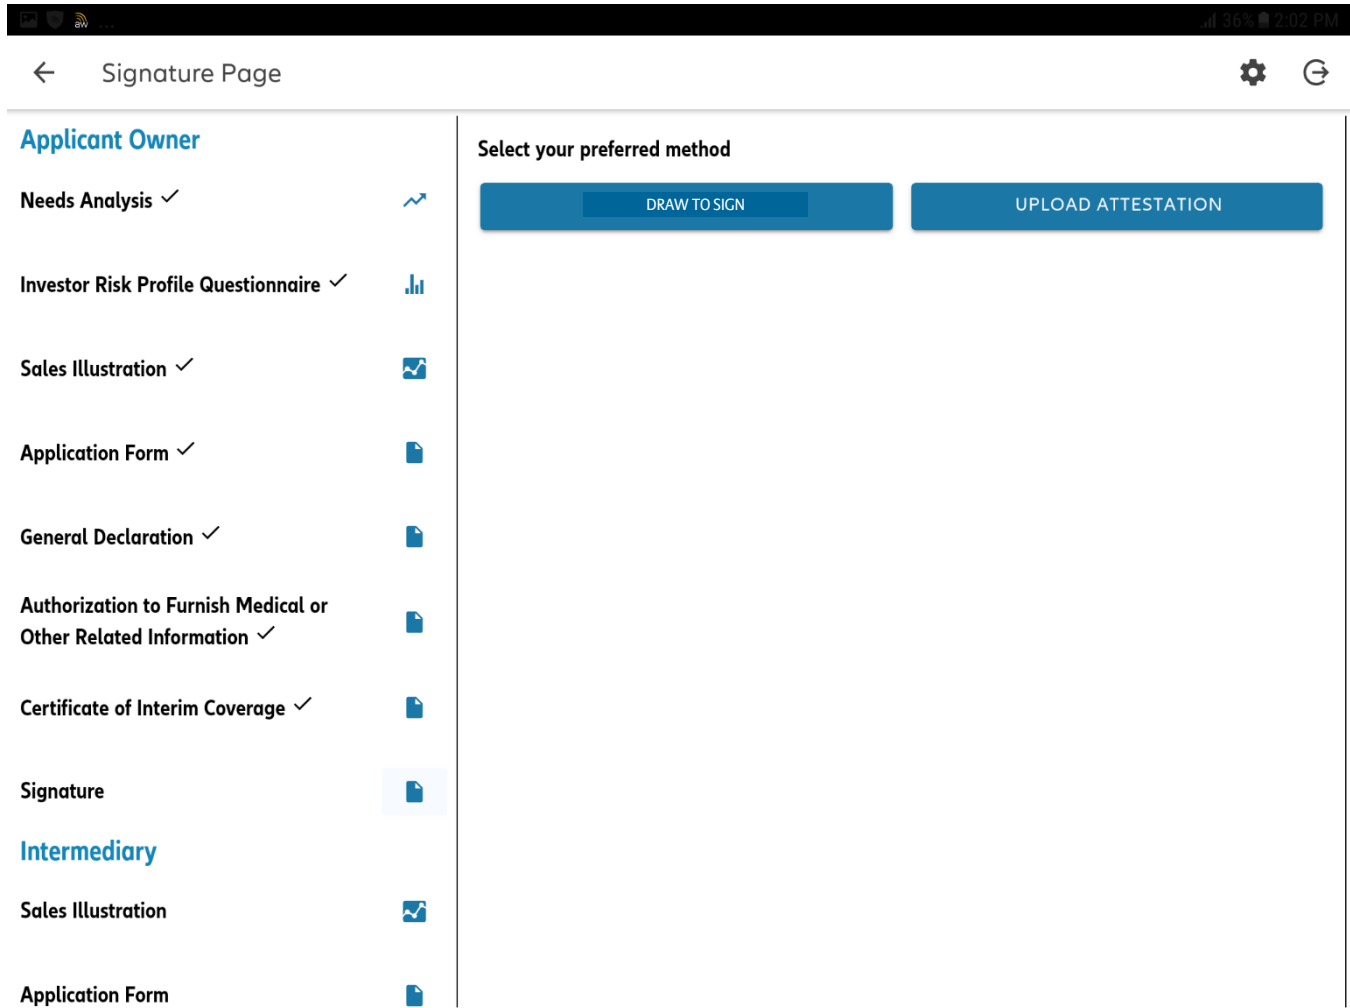 aw
...
36% 2:02 PM
Signature Page
Applicant Owner
Needs Analysis
Investor Risk Profile Questionnaire
Sales Illustration
Application Form
General Declaration
Authorization to Furnish Medical or
Other Related Information
Certificate of Interim Coverage
Signature
Intermediary
Sales Illustration
Application Form
Select your preferred method
DRAW TO SIGN
UPLOAD ATTESTATION